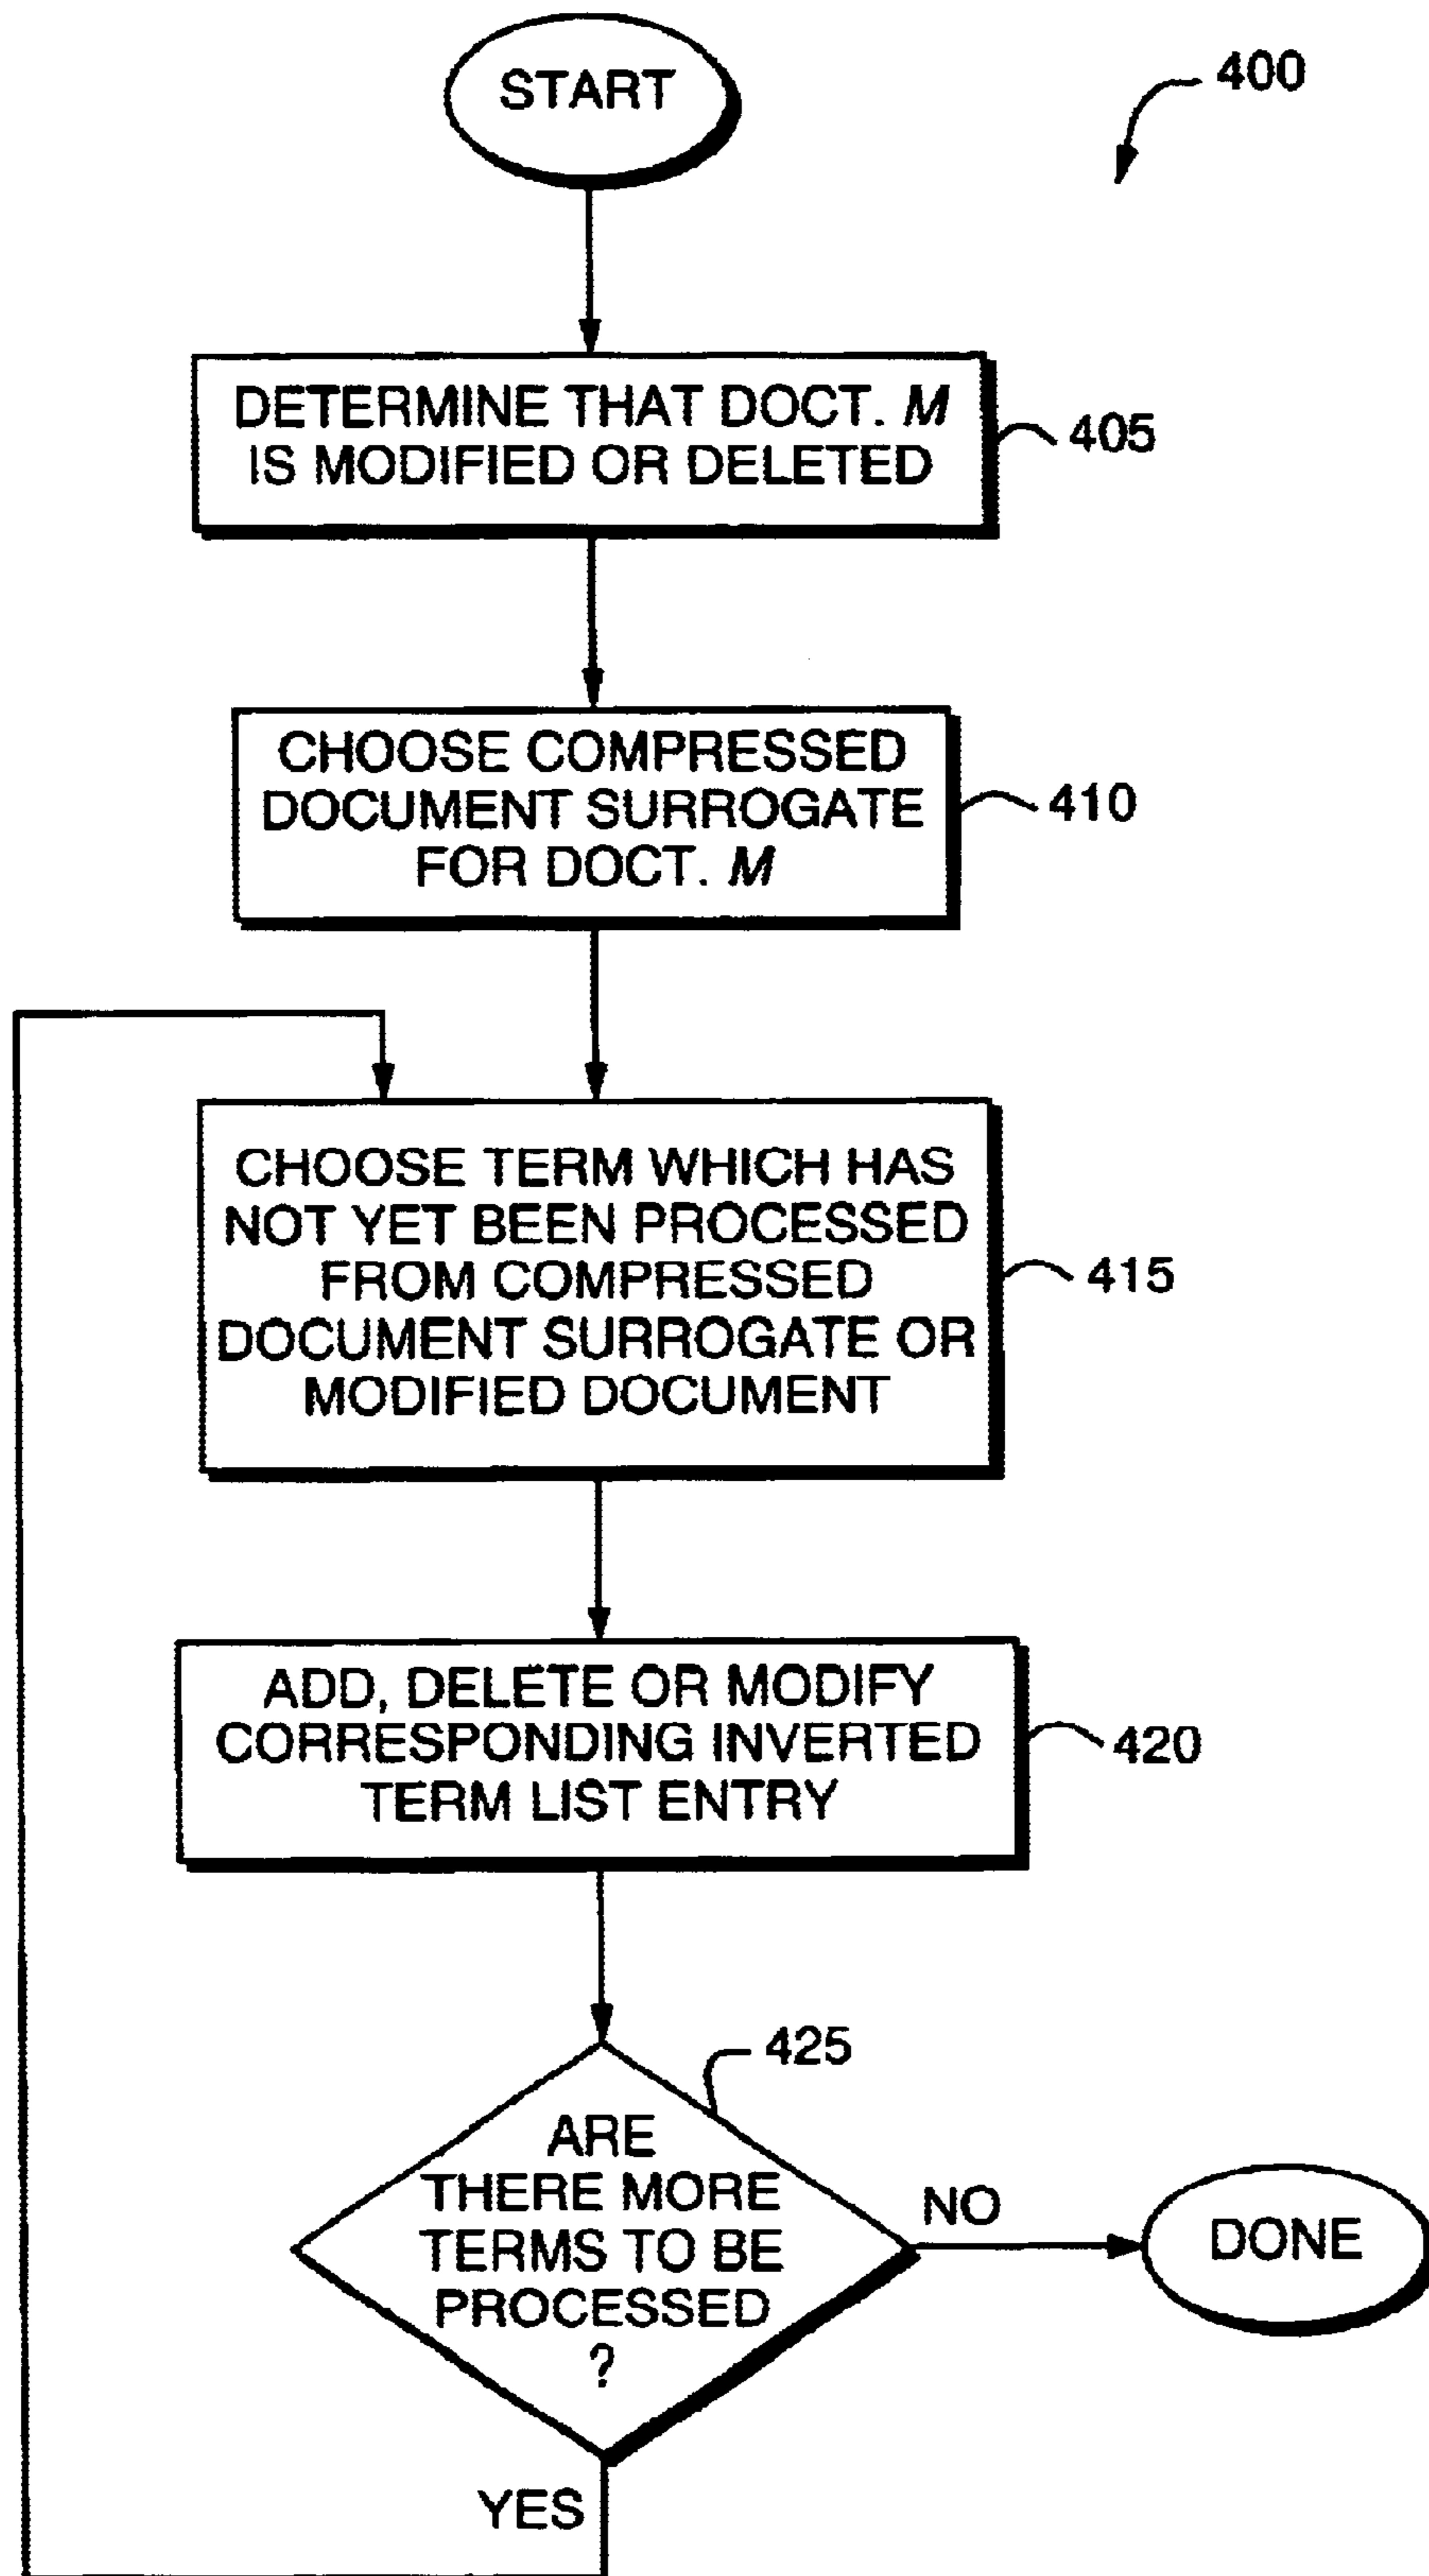 START
400
DETERMINE THAT DOCT. M
IS MODIFIED OR DELETED
405
CHOOSE COMPRESSED
DOCUMENT SURROGATE
FOR DOCT. M
410
CHOOSE TERM WHICH HAS
NOT YET BEEN PROCESSED
FROM COMPRESSED
DOCUMENT SURROGATE OR
MODIFIED DOCUMENT
415
ADD, DELETE OR MODIFY
CORRESPONDING INVERTED
TERM LIST ENTRY
420
425
ARE
THERE MORE
TERMS TO BE
PROCESSED
?
NO
DONE
YES